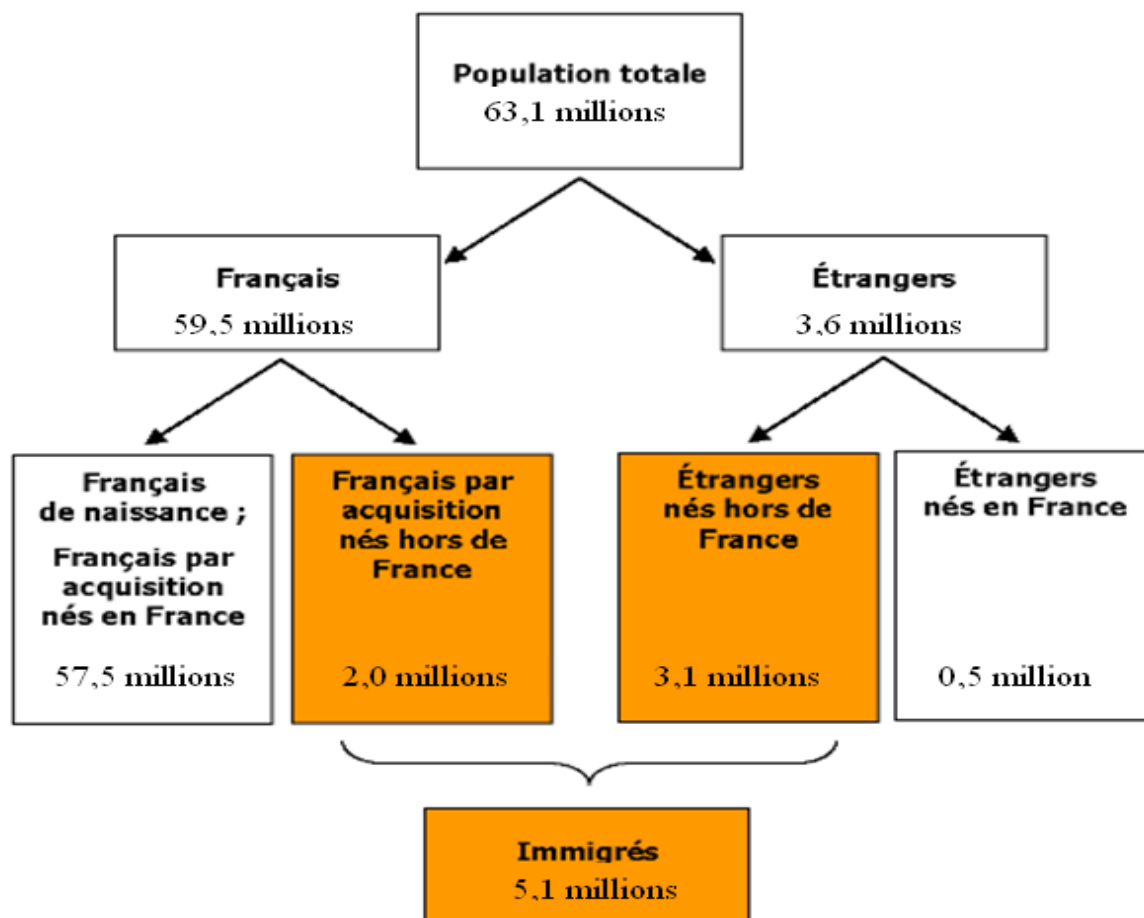 Population totale
63,1 millions
Français
59,5 millions
Étrangers
3,6 millions
Français
de naissance ;
Français par
acquisition
nés en France
57,5 millions
Français par
acquisition
nés hors de
France
2,0 millions
Étrangers
nés hors de
France
3,1 millions
Étrangers
nés en France
0,5 million
Immigrés
5,1 millions